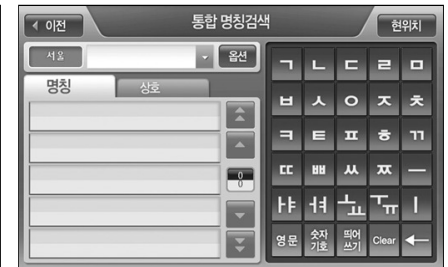 이전 통합 명칭검색 현위치
서울 옵션
명칭 상호
0
0
ㄱ ㄴ ㄷ ㄹ ㅁ
ㅂ ㅅ ㅇ ㅈ ㅊ
ㅋ ㅌ ㅍ ㅎ ㄲ
ㄸ ㅃ ㅆ ㅉ ㅡ
ㅏㅑ ㅓㅕ ㅗㅛ ㅜㅠ ㅣ
영문 숫자 기호 띄어 쓰기 Clear ←